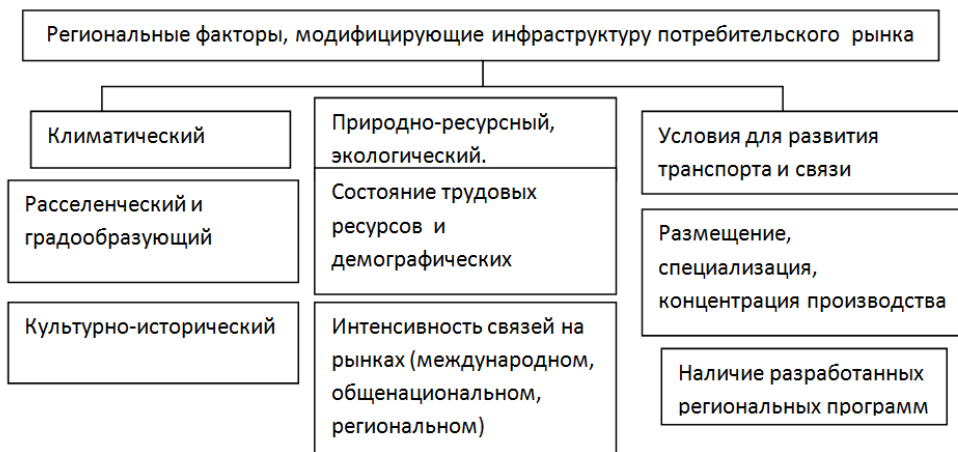 Региональные факторы, модифицирующие инфраструктуру потребительского рынка
Климатический
Природно-ресурсный,
экологический.
Условия для развития
транспорта и связи
Расселенческий и
градообразующий
Состояние трудовых
ресурсов и
демографических
Размещение,
специализация,
концентрация производства
Культурно-исторический
Интенсивность связей на
рынках (международном,
общенациональном,
региональном)
Наличие разработанных
региональных программ